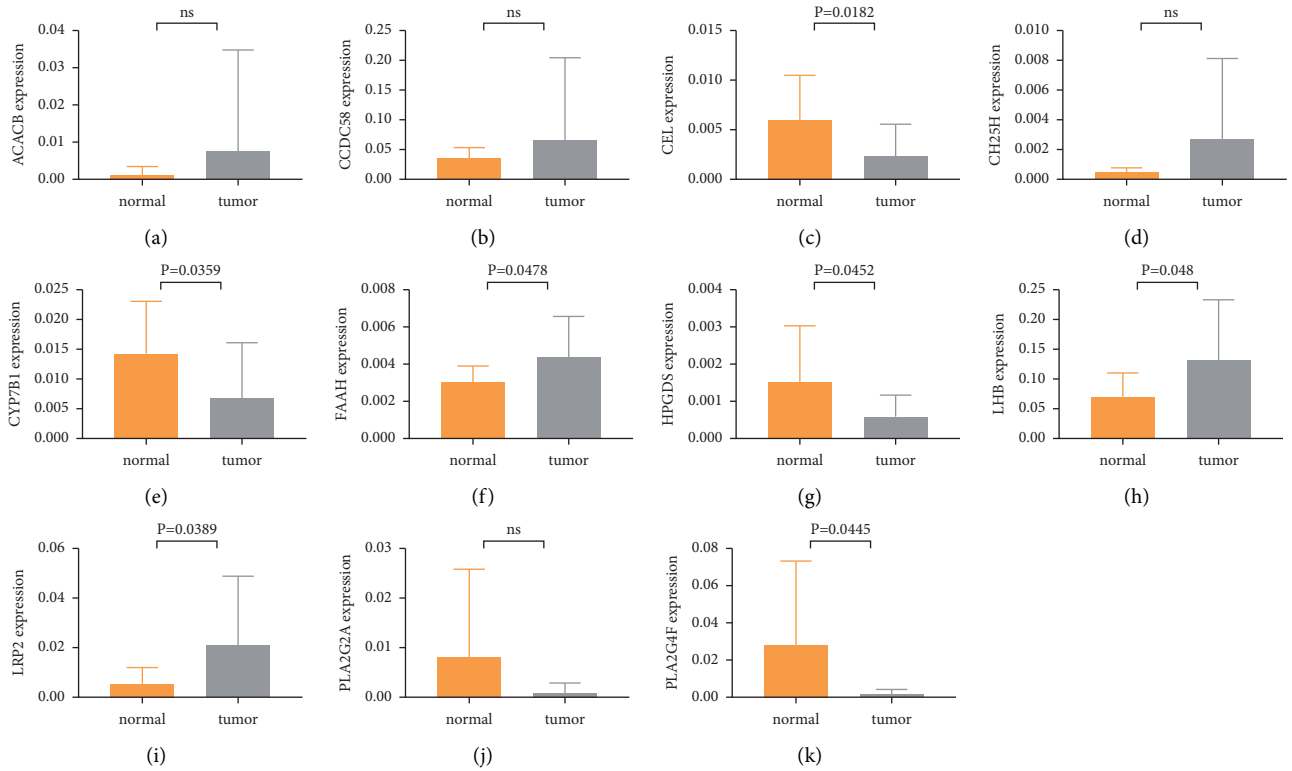 ns
ACACB expression
0.04
0.03
0.02
0.01
0.00
normal tumor
(a)
ns
CCDC58 expression
0.25
0.20
0.15
0.10
0.05
0.00
normal tumor
(b)
P=0.0182
CEL expression
0.015
0.010
0.005
0.000
normal tumor
(c)
ns
CH25H expression
0.010
0.008
0.006
0.004
0.002
0.000
normal tumor
(d)
P=0.0359
CYP7B1 expression
0.025
0.020
0.015
0.010
0.005
0.000
normal tumor
(e)
P=0.0478
FAAH expression
0.008
0.006
0.004
0.002
0.000
normal tumor
(f)
P=0.0452
HPGDS expression
0.004
0.003
0.002
0.001
0.000
normal tumor
(g)
P=0.048
LHB expression
0.25
0.20
0.15
0.10
0.05
0.00
normal tumor
(h)
P=0.0389
LRP2 expression
0.06
0.04
0.02
0.00
normal tumor
(i)
ns
PLA2G2A expression
0.03
0.02
0.01
0.00
normal tumor
(j)
P=0.0445
PLA2G4F expression
0.08
0.06
0.04
0.02
0.00
normal tumor
(k)